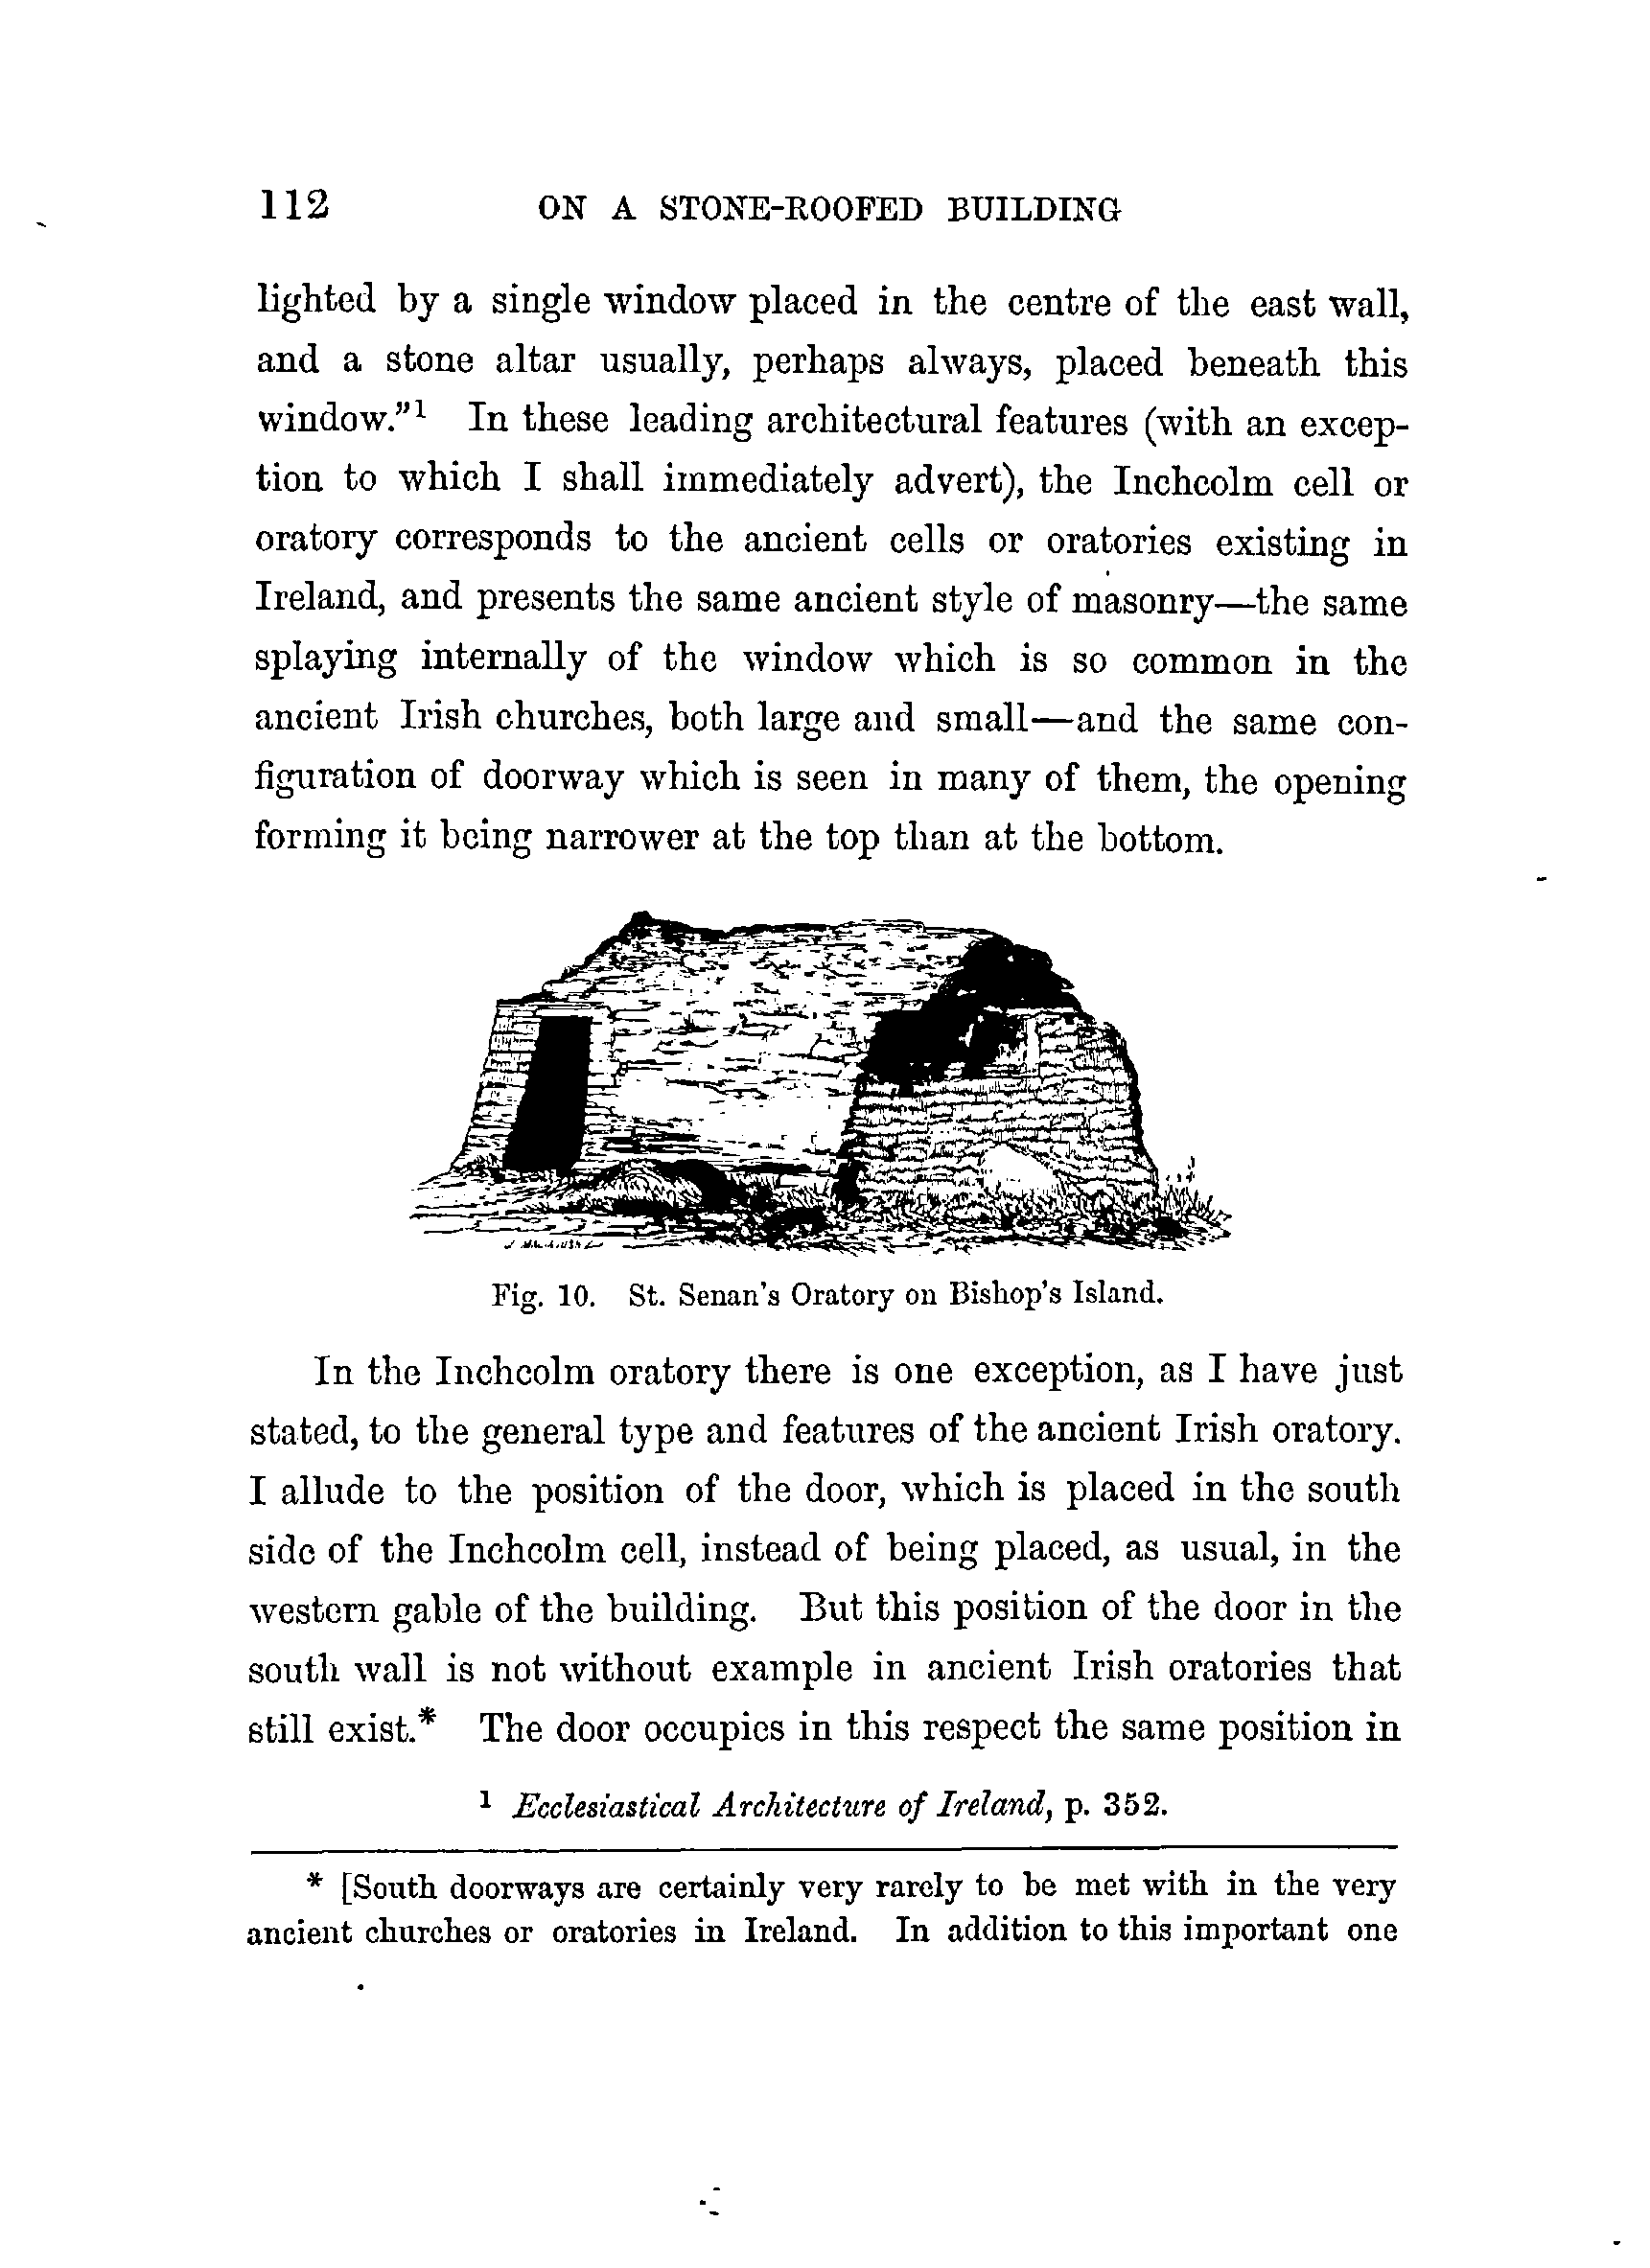 112 ON A STONE-ROOFED BUILDING
lighted by a single window placed in the centre of the east wall,
and a stone altar usually, perhaps always, placed beneath this
window.”¹ In these leading architectural features (with an excep-
tion to which I shall immediately advert), the Inchcolm cell or
oratory corresponds to the ancient cells or oratories existing in
Ireland, and presents the same ancient style of masonry—the same
splaying internally of the window which is so common in the
ancient Irish churches, both large and small—and the same con-
figuration of doorway which is seen in many of them, the opening
forming it being narrower at the top than at the bottom.
Fig. 10. St. Senan's Oratory on Bishop's Island.
In the Inchcolm oratory there is one exception, as I have just
stated, to the general type and features of the ancient Irish oratory.
I allude to the position of the door, which is placed in the south
side of the Inchcolm cell, instead of being placed, as usual, in the
western gable of the building. But this position of the door in the
south wall is not without example in ancient Irish oratories that
still exist.* The door occupies in this respect the same position in
¹ Ecclesiastical Architecture of Ireland, p. 352.
* [South doorways are certainly very rarely to be met with in the very
ancient churches or oratories in Ireland. In addition to this important one